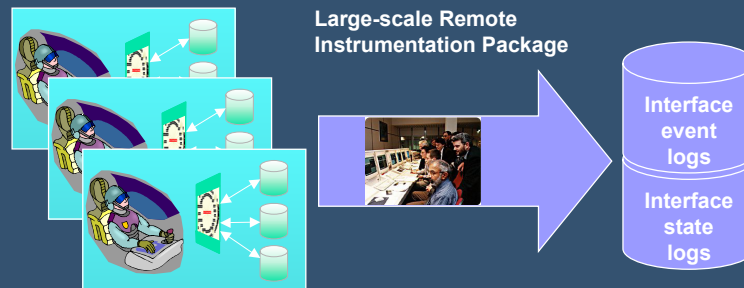 Large-scale Remote
Instrumentation Package
Interface
event
logs
Interface
state
logs